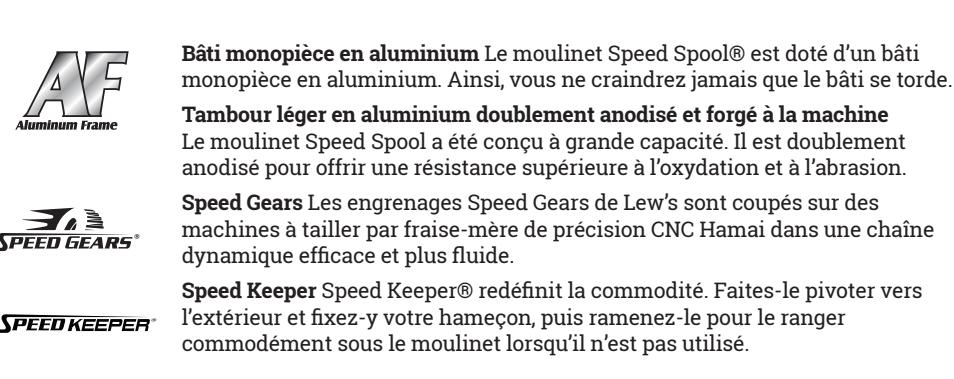 AF
Aluminum Frame
Bâti monopièce en aluminium Le moulinet Speed Spool® est doté d'un bâti
monopièce en aluminium. Ainsi, vous ne craindrez jamais que le bâti se torde.
Tambour léger en aluminium doublement anodisé et forgé à la machine
Le moulinet Speed Spool a été conçu à grande capacité. Il est doublement
anodisé pour offrir une résistance supérieure à l'oxydation et à l'abrasion.
SPEED GEARS®
Speed Gears Les engrenages Speed Gears de Lew's sont coupés sur des
machines à tailler par fraise-mère de précision CNC Hamai dans une chaîne
dynamique efficace et plus fluide.
SPEED KEEPER®
Speed Keeper Speed Keeper® redéfinit la commodité. Faites-le pivoter vers
l'extérieur et fixez-y votre hameçon, puis ramenez-le pour le ranger
commodément sous le moulinet lorsqu'il n'est pas utilisé.